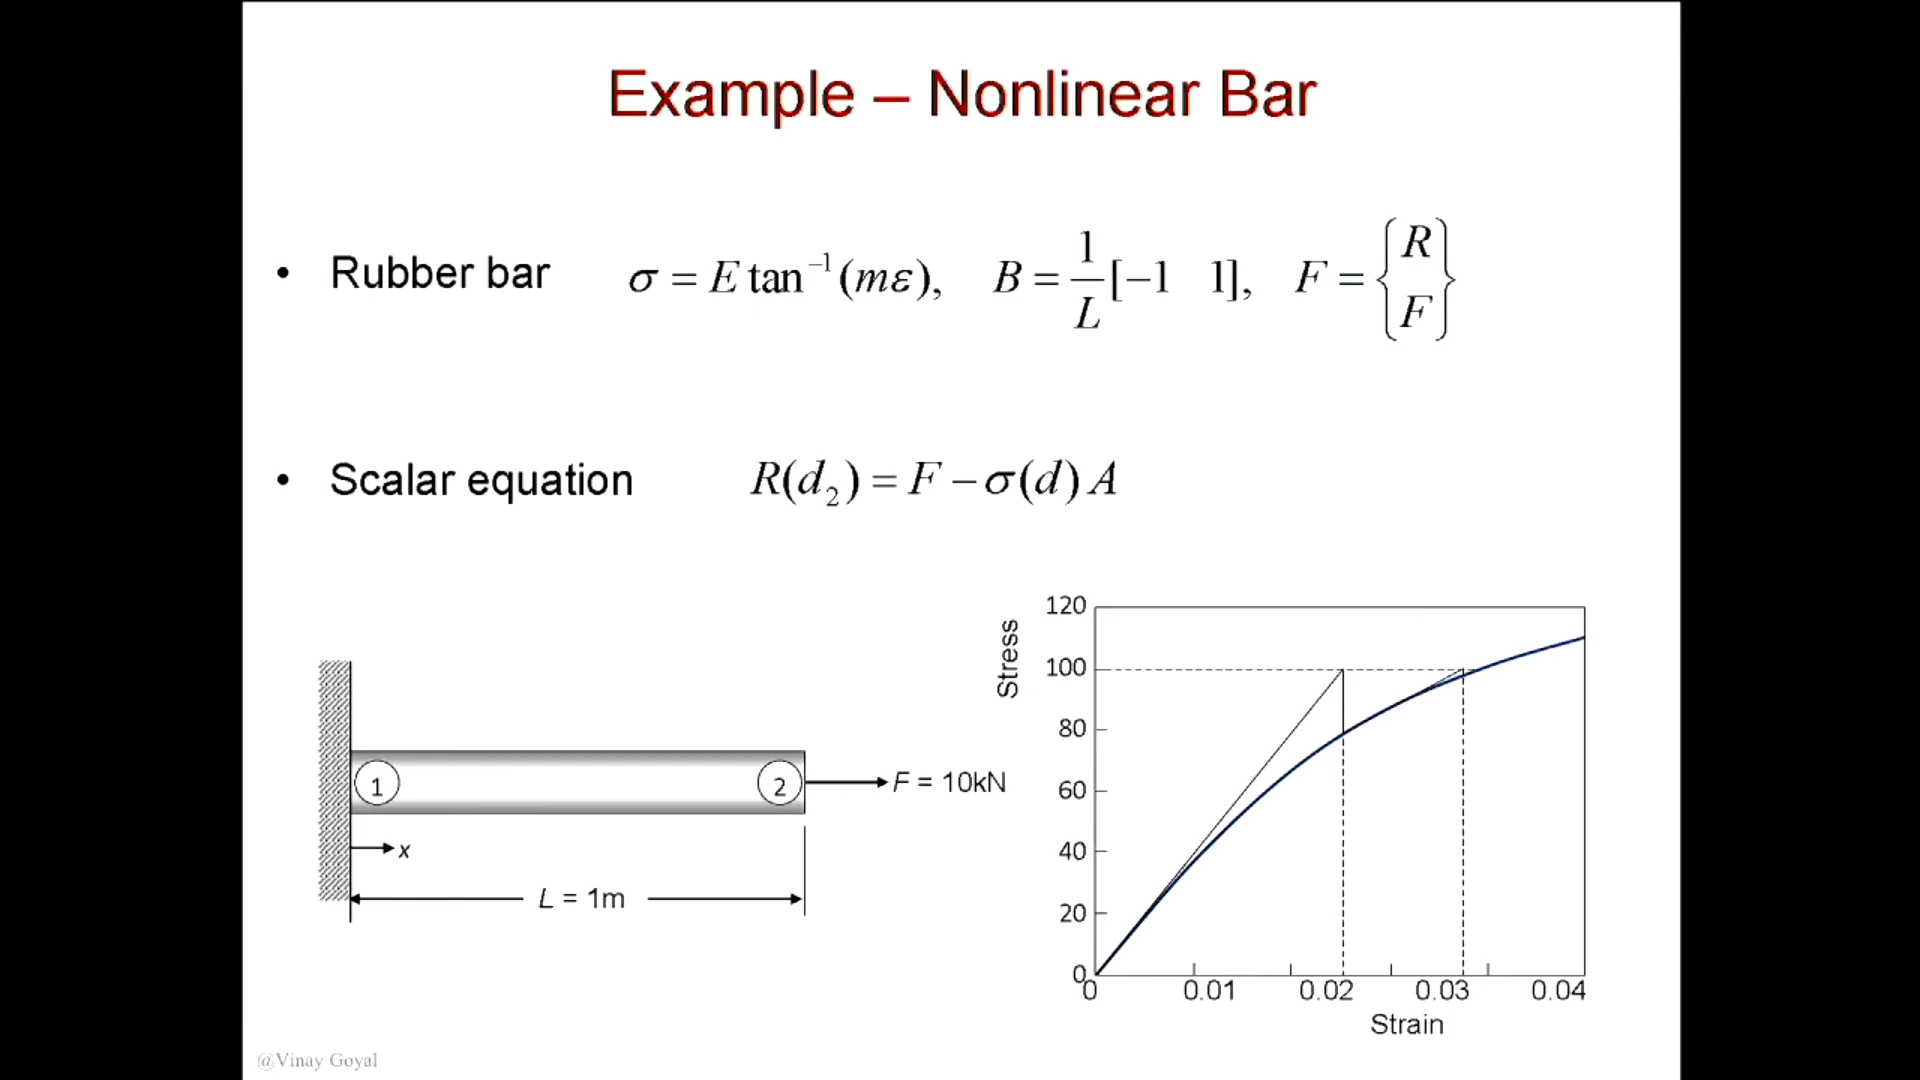 Example – Nonlinear Bar
• Rubber bar σ = E tan⁻¹(mε), B = 1/L [−1 1], F = {R F}
• Scalar equation R(d₂) = F − σ(d) A
1
2
F = 10kN
x
L = 1m
Stress
120
100
80
60
40
20
0
0 0.01 0.02 0.03 0.04
Strain
@Vinay Goyal